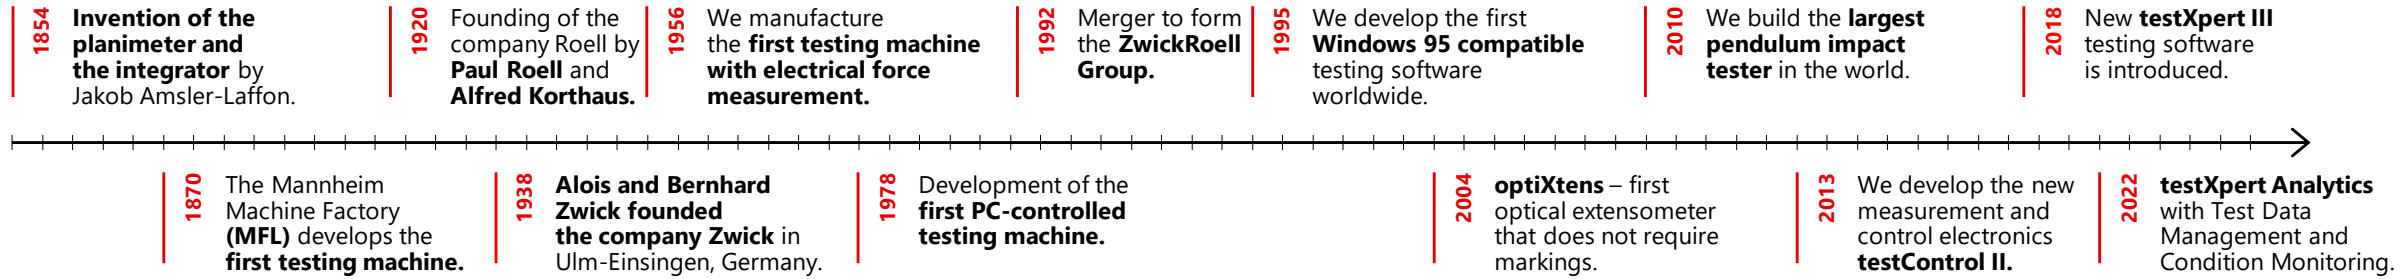 1854
Invention of the
planimeter and
the integrator by
Jakob Amsler-Laffon.
1920
Founding of the
company Roell by
Paul Roell and
Alfred Korthaus.
1956
We manufacture
the first testing machine
with electrical force
measurement.
1992
Merger to form
the ZwickRoell
Group.
1995
We develop the first
Windows 95 compatible
testing software
worldwide.
2010
We build the largest
pendulum impact
tester in the world.
2018
New testXpert III
testing software
is introduced.
1870
The Mannheim
Machine Factory
(MFL) develops the
first testing machine.
1938
Alois and Bernhard
Zwick founded
the company Zwick in
Ulm-Einsingen, Germany.
1978
Development of the
first PC-controlled
testing machine.
2004
optiXtens – first
optical extensometer
that does not require
markings.
2013
We develop the new
measurement and
control electronics
testControl II.
2022
testXpert Analytics
with Test Data
Management and
Condition Monitoring.